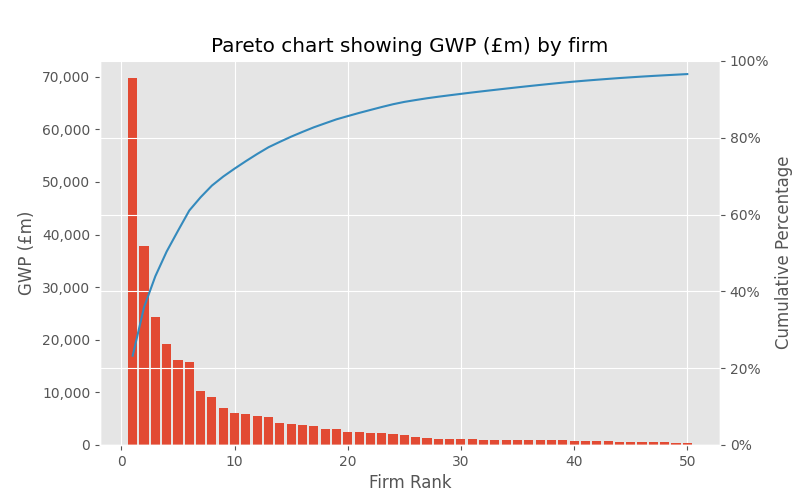 Pareto chart showing GWP (£m) by firm
GWP (£m)
70,000
60,000
50,000
40,000
30,000
20,000
10,000
0
100%
80%
60%
40%
20%
0%
Cumulative Percentage
0 10 20 30 40 50
Firm Rank